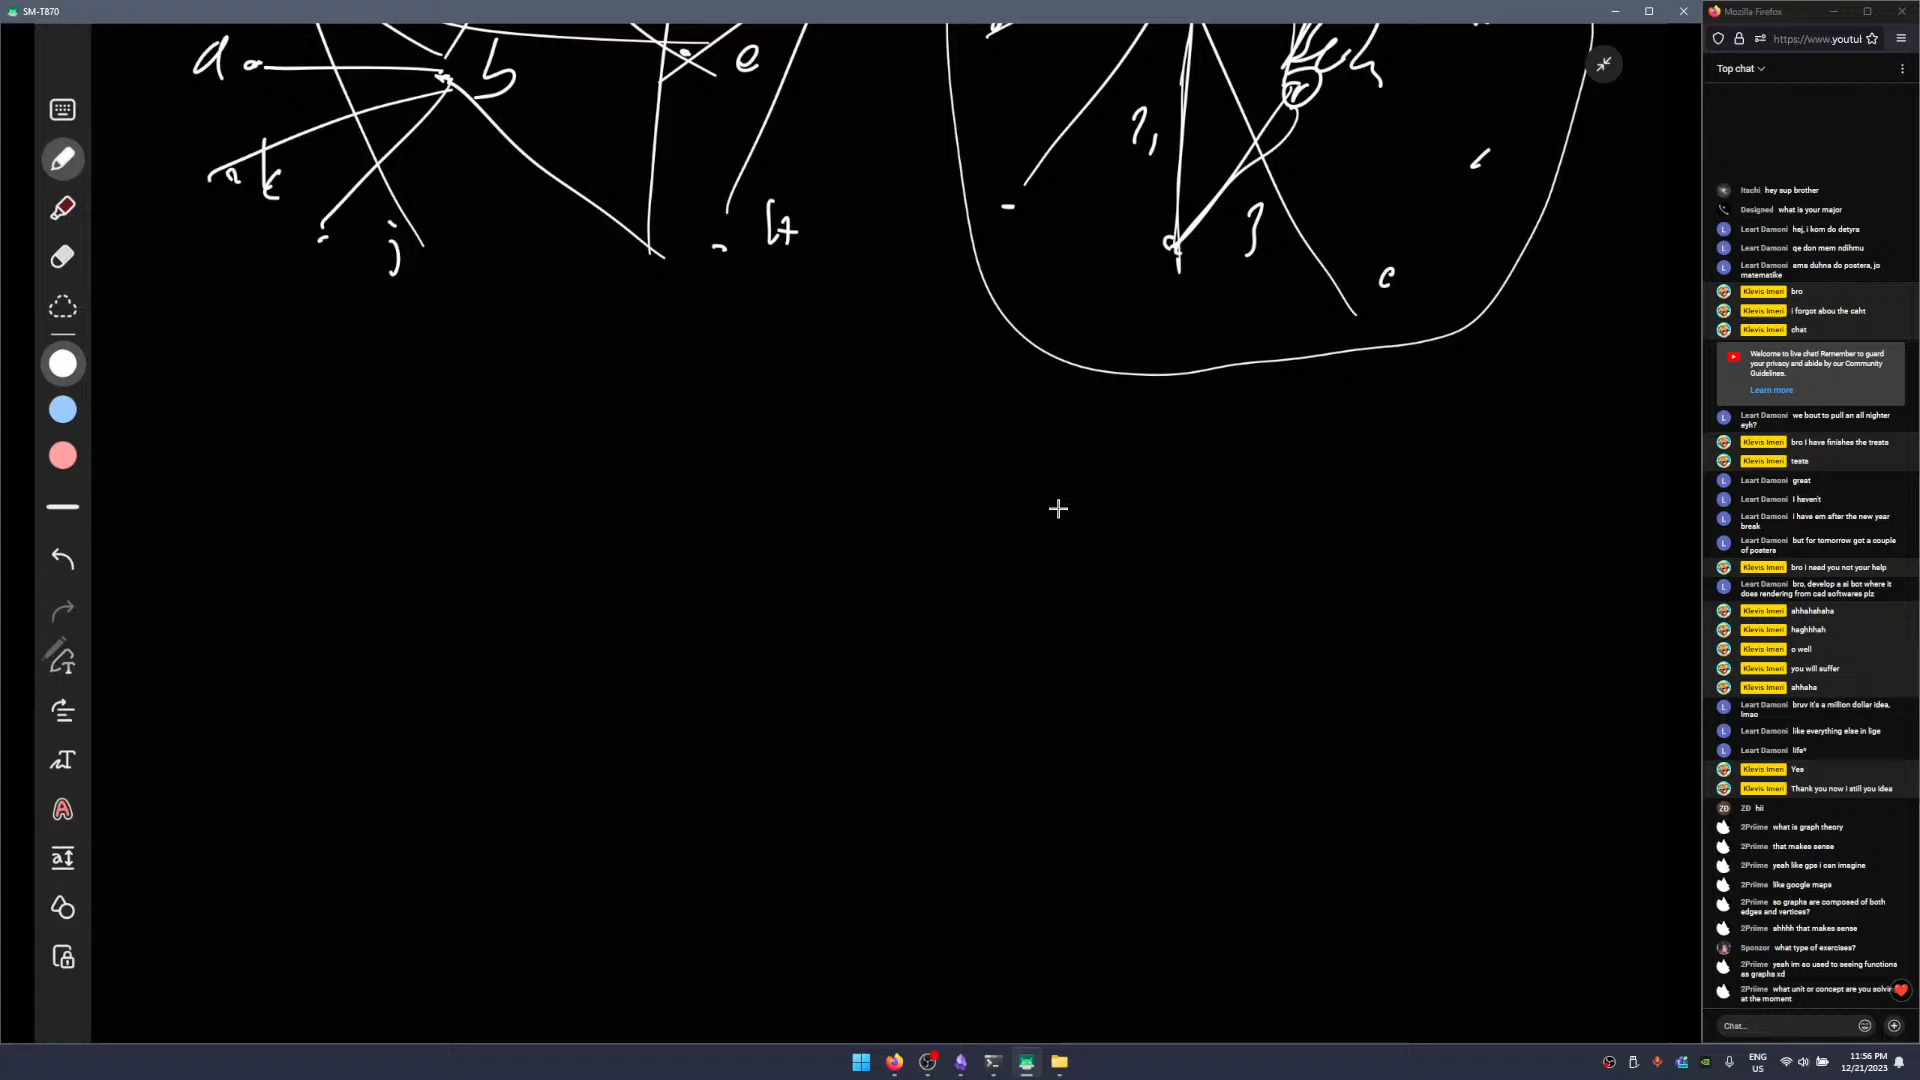 SM-T870
Mozilla Firefox
https://www.youtul
Top chat
d
b
e
k
j
c
Itachi hey sup brother
Designed what is your major
Leart Damoni hej, i kom do detyra
Leart Damoni qe don mem ndihmu
Leart Damoni ama duhna do postera, jo
matematike
Klevis Imeri bro
Klevis Imeri i forgot abou the caht
Klevis Imeri chat
Welcome to live chat! Remember to guard
your privacy and abide by our Community
Guidelines.
Learn more
Leart Damoni we bout to pull an all nighter
eyh?
Klevis Imeri bro I have finishes the trests
Klevis Imeri tests
Leart Damoni great
Leart Damoni I haven't
Leart Damoni i have em after the new year
break
Leart Damoni but for tomorrow got a couple
of posters
Klevis Imeri bro I need you not your help
Leart Damoni bro, develop a ai bot where it
does rendering from cad softwares plz
Klevis Imeri ahhahahaha
Klevis Imeri haghhhah
Klevis Imeri o well
Klevis Imeri you will suffer
Klevis Imeri ahhaha
Leart Damoni bruv it's a million dollar idea,
lmao
Leart Damoni like everything else in lige
Leart Damoni life*
Klevis Imeri Yea
Klevis Imeri Thank you now i still you idea
ZD hii
2Priime what is graph theory
2Priime that makes sense
2Priime yeah like gps i can imagine
2Priime like google maps
2Priime so graphs are composed of both
edges and vertices?
2Priime ahhhh that makes sense
Sponzor what type of exercises?
2Priime yeah im so used to seeing functions
as graphs xd
2Priime what unit or concept are you solvin
at the moment
Chat...
ENG
US
11:56 PM
12/21/2023